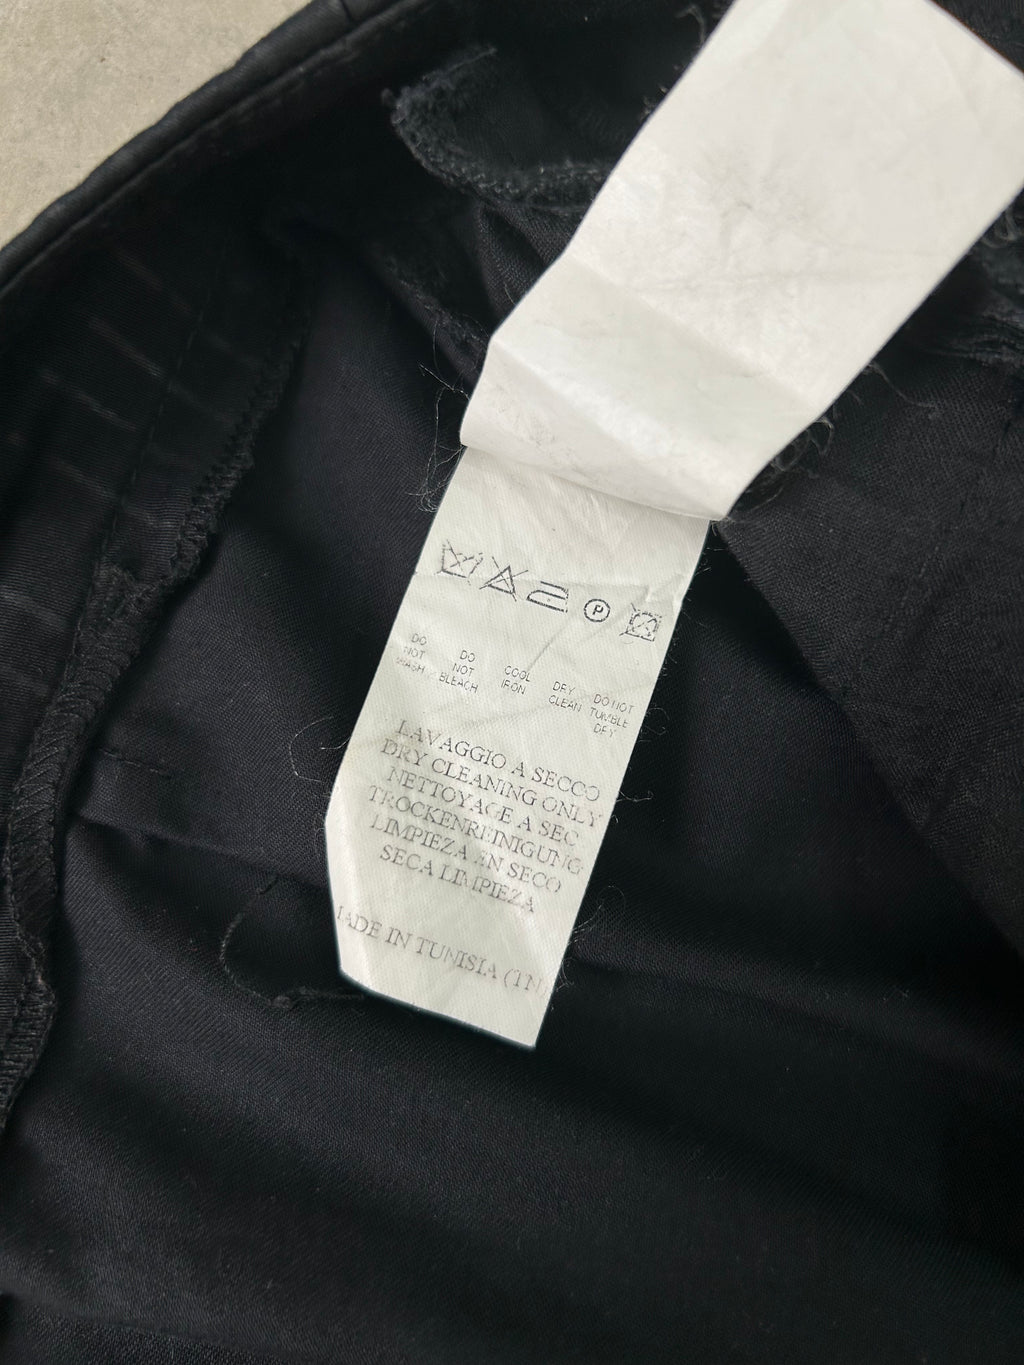 P
DO NOT WASH
DO NOT BLEACH
COOL IRON
DRY CLEAN
DO NOT TUMBLE DRY
LAVAGGIO A SECCO
DRY CLEANING ONLY
NETTOYAGE A SEC
TROCKENREINIGUNG
LIMPIEZA EN SECO
SECA LIMPIEZA
MADE IN TUNISIA (TN